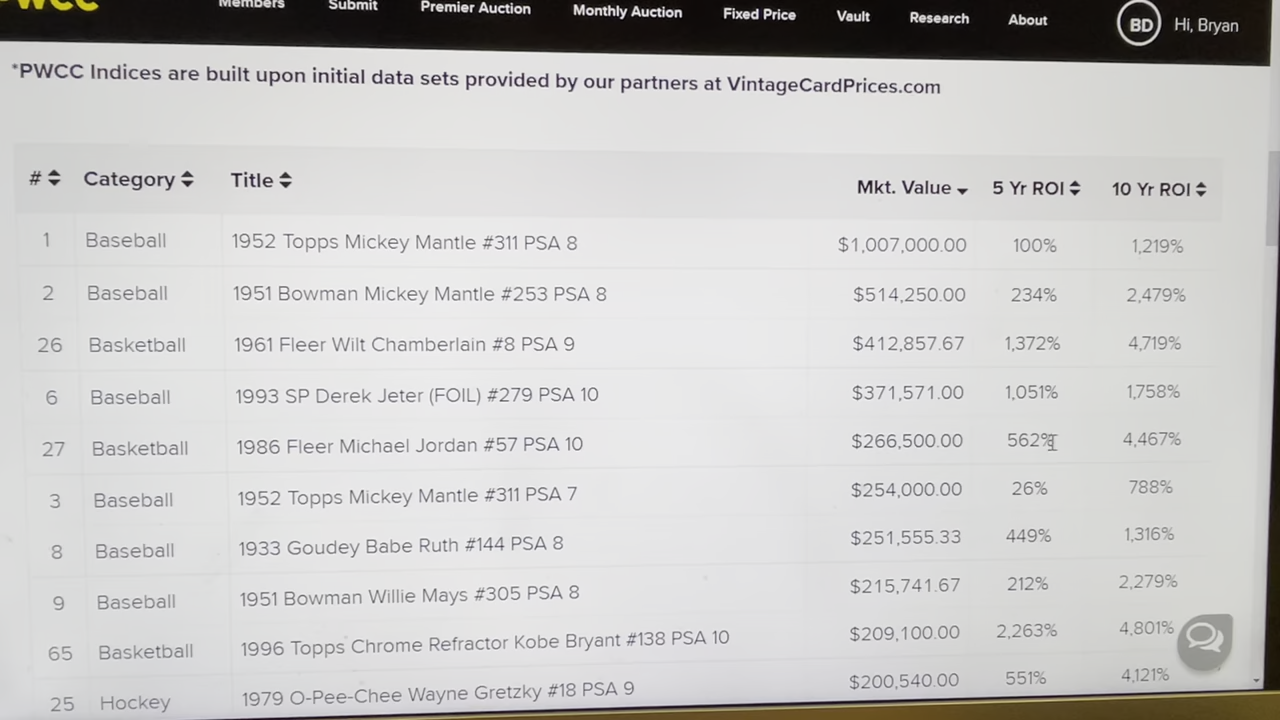 PWCC Members Submit Premier Auction Monthly Auction Fixed Price Vault Research About BD Hi, Bryan
*PWCC Indices are built upon initial data sets provided by our partners at VintageCardPrices.com
# Category Title Mkt. Value 5 Yr ROI 10 Yr ROI
1 Baseball 1952 Topps Mickey Mantle #311 PSA 8 $1,007,000.00 100% 1,219%
2 Baseball 1951 Bowman Mickey Mantle #253 PSA 8 $514,250.00 234% 2,479%
26 Basketball 1961 Fleer Wilt Chamberlain #8 PSA 9 $412,857.67 1,372% 4,719%
6 Baseball 1993 SP Derek Jeter (FOIL) #279 PSA 10 $371,571.00 1,051% 1,758%
27 Basketball 1986 Fleer Michael Jordan #57 PSA 10 $266,500.00 562% 4,467%
3 Baseball 1952 Topps Mickey Mantle #311 PSA 7 $254,000.00 26% 788%
8 Baseball 1933 Goudey Babe Ruth #144 PSA 8 $251,555.33 449% 1,316%
9 Baseball 1951 Bowman Willie Mays #305 PSA 8 $215,741.67 212% 2,279%
65 Basketball 1996 Topps Chrome Refractor Kobe Bryant #138 PSA 10 $209,100.00 2,263% 4,801%
25 Hockey 1979 O-Pee-Chee Wayne Gretzky #18 PSA 9 $200,540.00 551% 4,121%